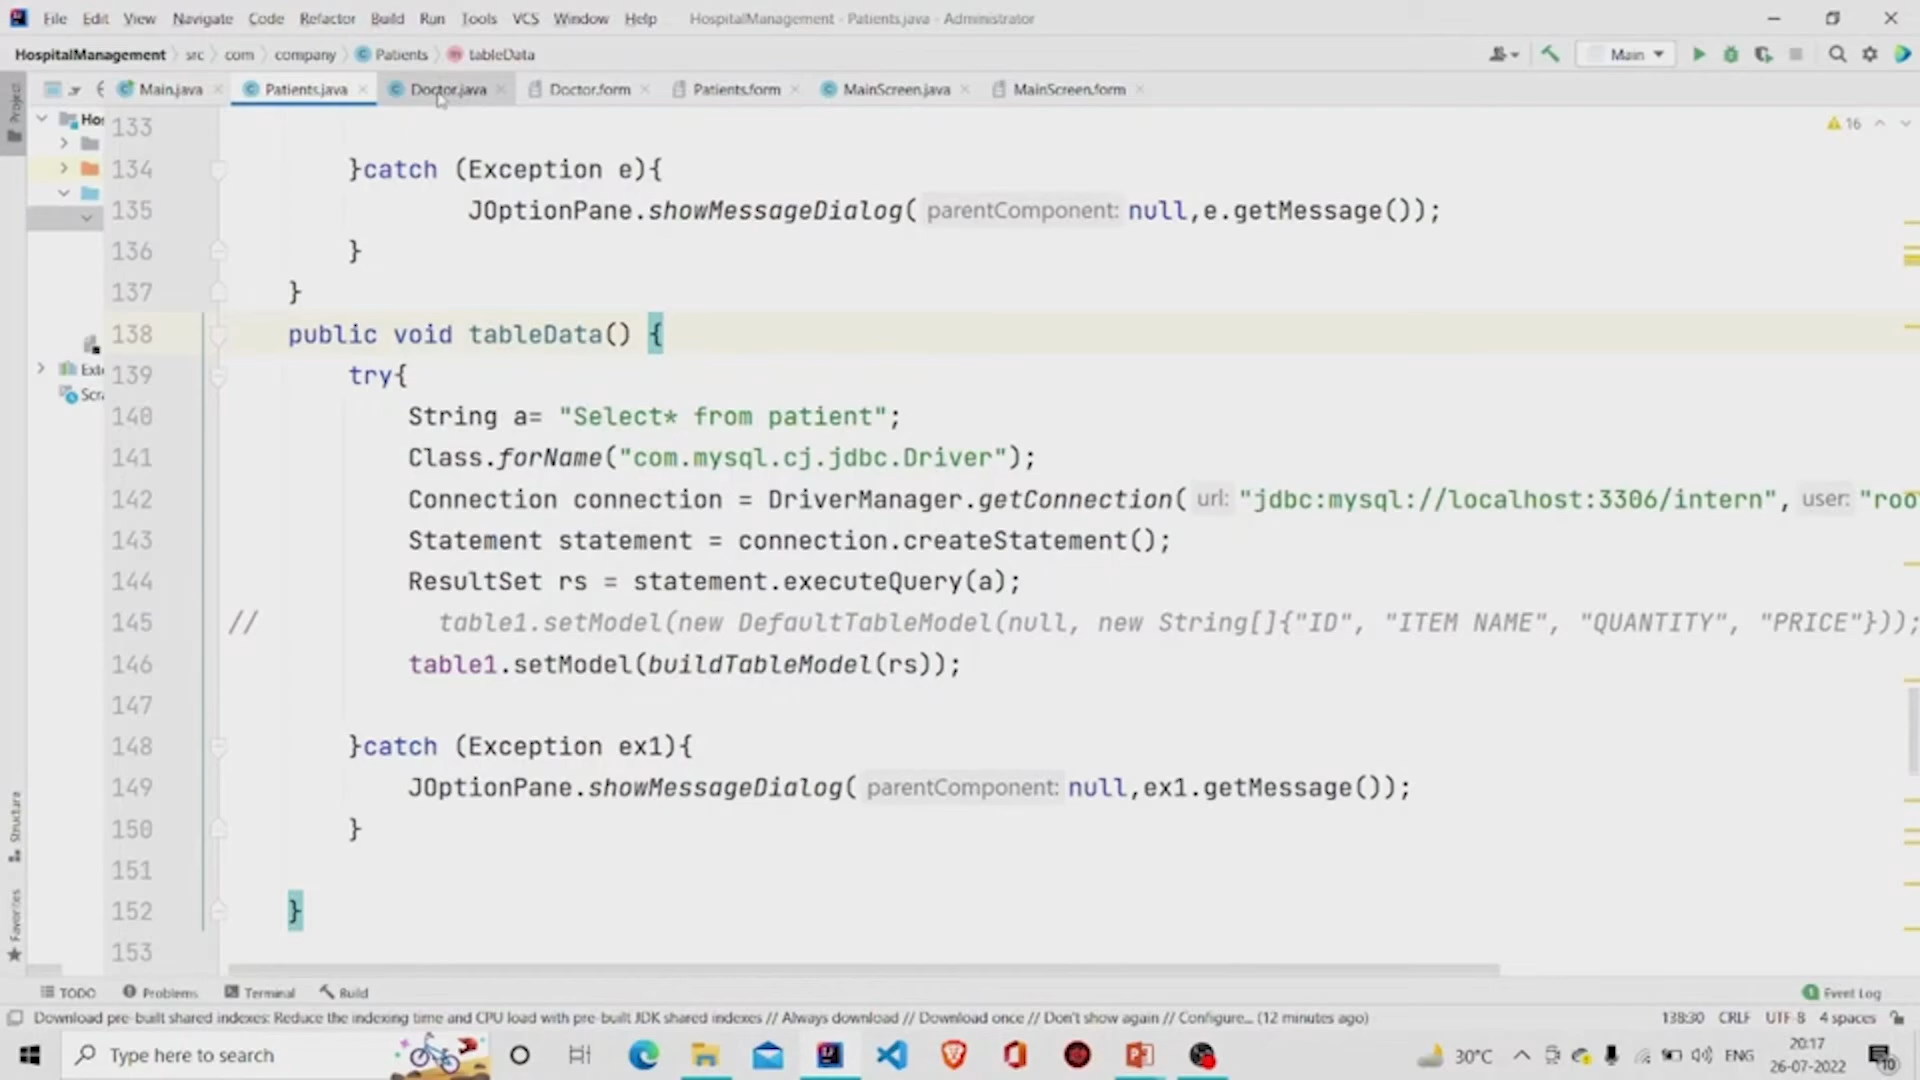 File Edit View Navigate Code Refactor Build Run Tools VCS Window Help HospitalManagement - Patients.java - Administrator
HospitalManagement src com company Patients tableData Main
Main.java Patients.java Doctor.java Doctor.form Patients.form MainScreen.java MainScreen.form
Project
Hos
Exte
Scra
16
133
134 }catch (Exception e){
135 JOptionPane.showMessageDialog( parentComponent: null,e.getMessage());
136 }
137 }
138 public void tableData() {
139 try{
140 String a= "Select* from patient";
141 Class.forName("com.mysql.cj.jdbc.Driver");
142 Connection connection = DriverManager.getConnection( url: "jdbc:mysql://localhost:3306/intern", user: "roo
143 Statement statement = connection.createStatement();
144 ResultSet rs = statement.executeQuery(a);
145 // table1.setModel(new DefaultTableModel(null, new String[]{"ID", "ITEM NAME", "QUANTITY", "PRICE"}));
146 table1.setModel(buildTableModel(rs));
147
148 }catch (Exception ex1){
149 JOptionPane.showMessageDialog( parentComponent: null,ex1.getMessage());
150 }
151
152 }
153
Structure
Favorites
TODO Problems Terminal Build Event Log
Download pre-built shared indexes: Reduce the indexing time and CPU load with pre-built JDK shared indexes // Always download // Download once // Don't show again // Configure... (12 minutes ago) 138:30 CRLF UTF-8 4 spaces
Type here to search 30°C ENG 20:17
26-07-2022 10